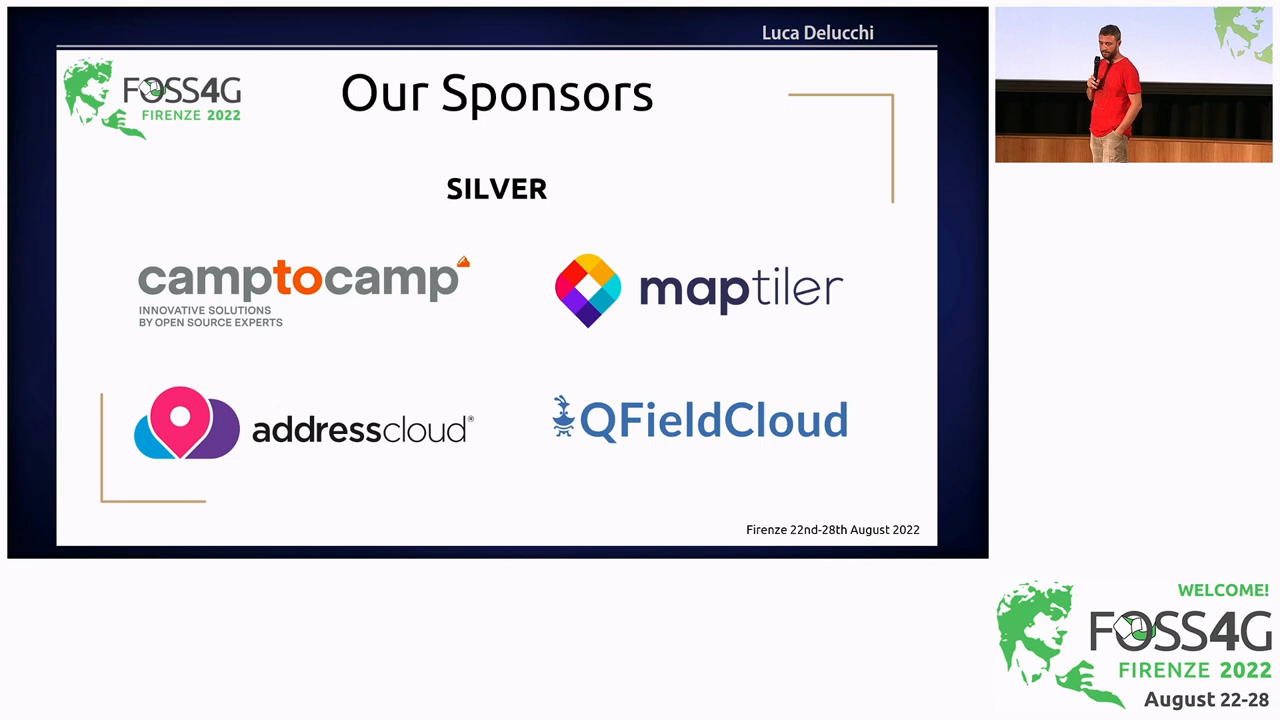 Luca Delucchi
FOSS4G
FIRENZE 2022
Our Sponsors
SILVER
camptocamp
INNOVATIVE SOLUTIONS
BY OPEN SOURCE EXPERTS
maptiler
addresscloud®
QFieldCloud
Firenze 22nd-28th August 2022
WELCOME!
FOSS4G
FIRENZE 2022
August 22-28